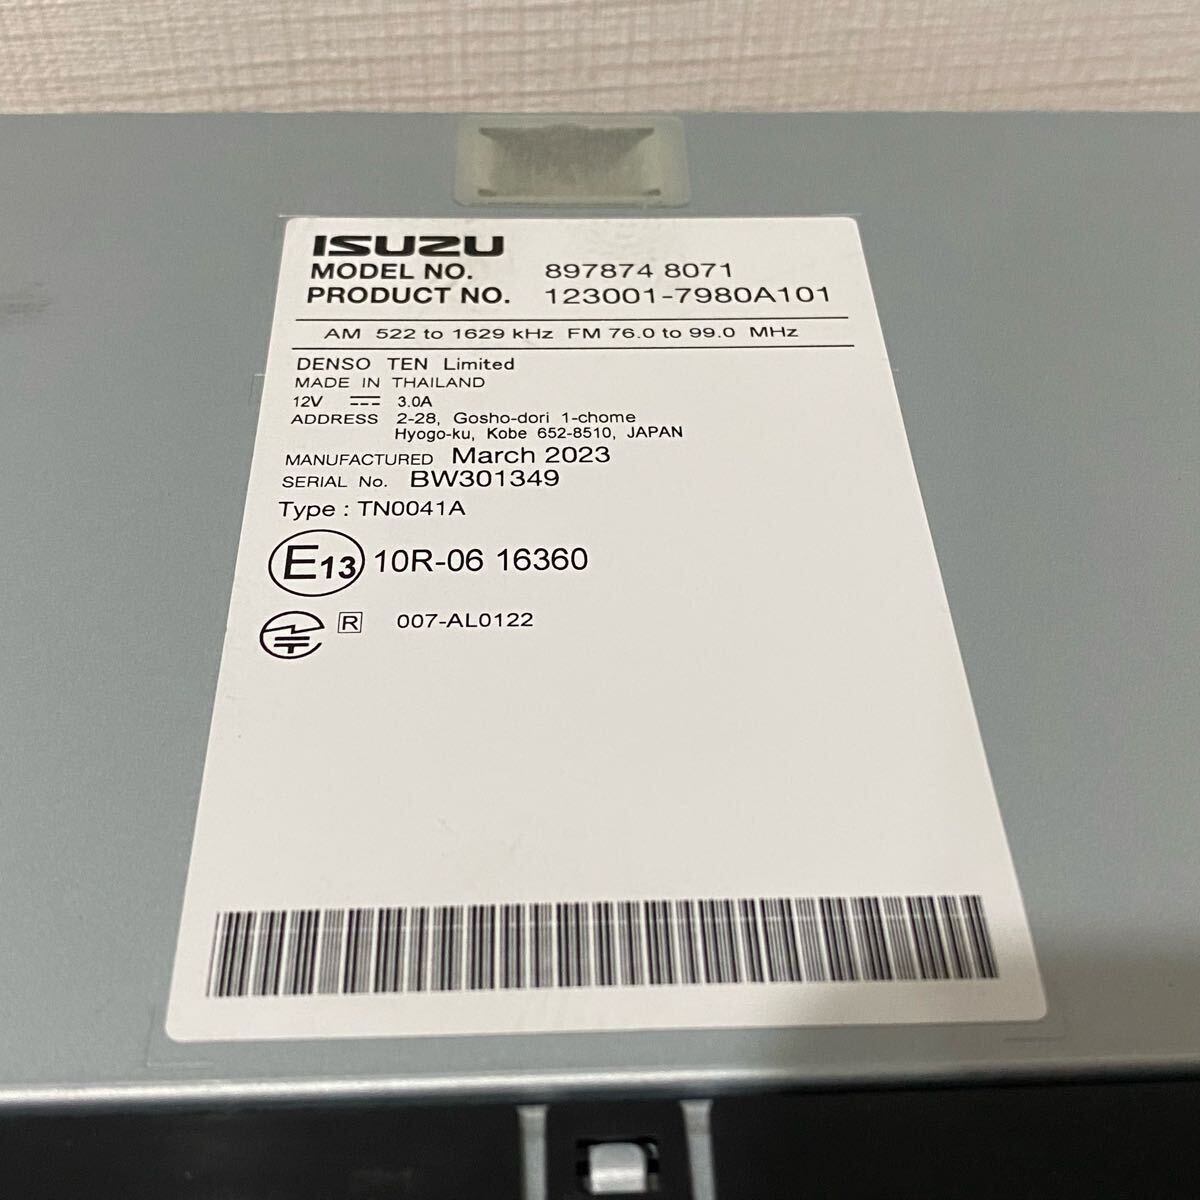 ISUZU
MODEL NO. 897874 8071
PRODUCT NO. 123001-7980A101
AM 522 to 1629 kHz FM 76.0 to 99.0 MHz
DENSO TEN Limited
MADE IN THAILAND
12V 3.0A
ADDRESS 2-28, Gosho-dori 1-chome
Hyogo-ku, Kobe 652-8510, JAPAN
MANUFACTURED March 2023
SERIAL No. BW301349
Type : TN0041A
E13 10R-06 16360
R 007-AL0122